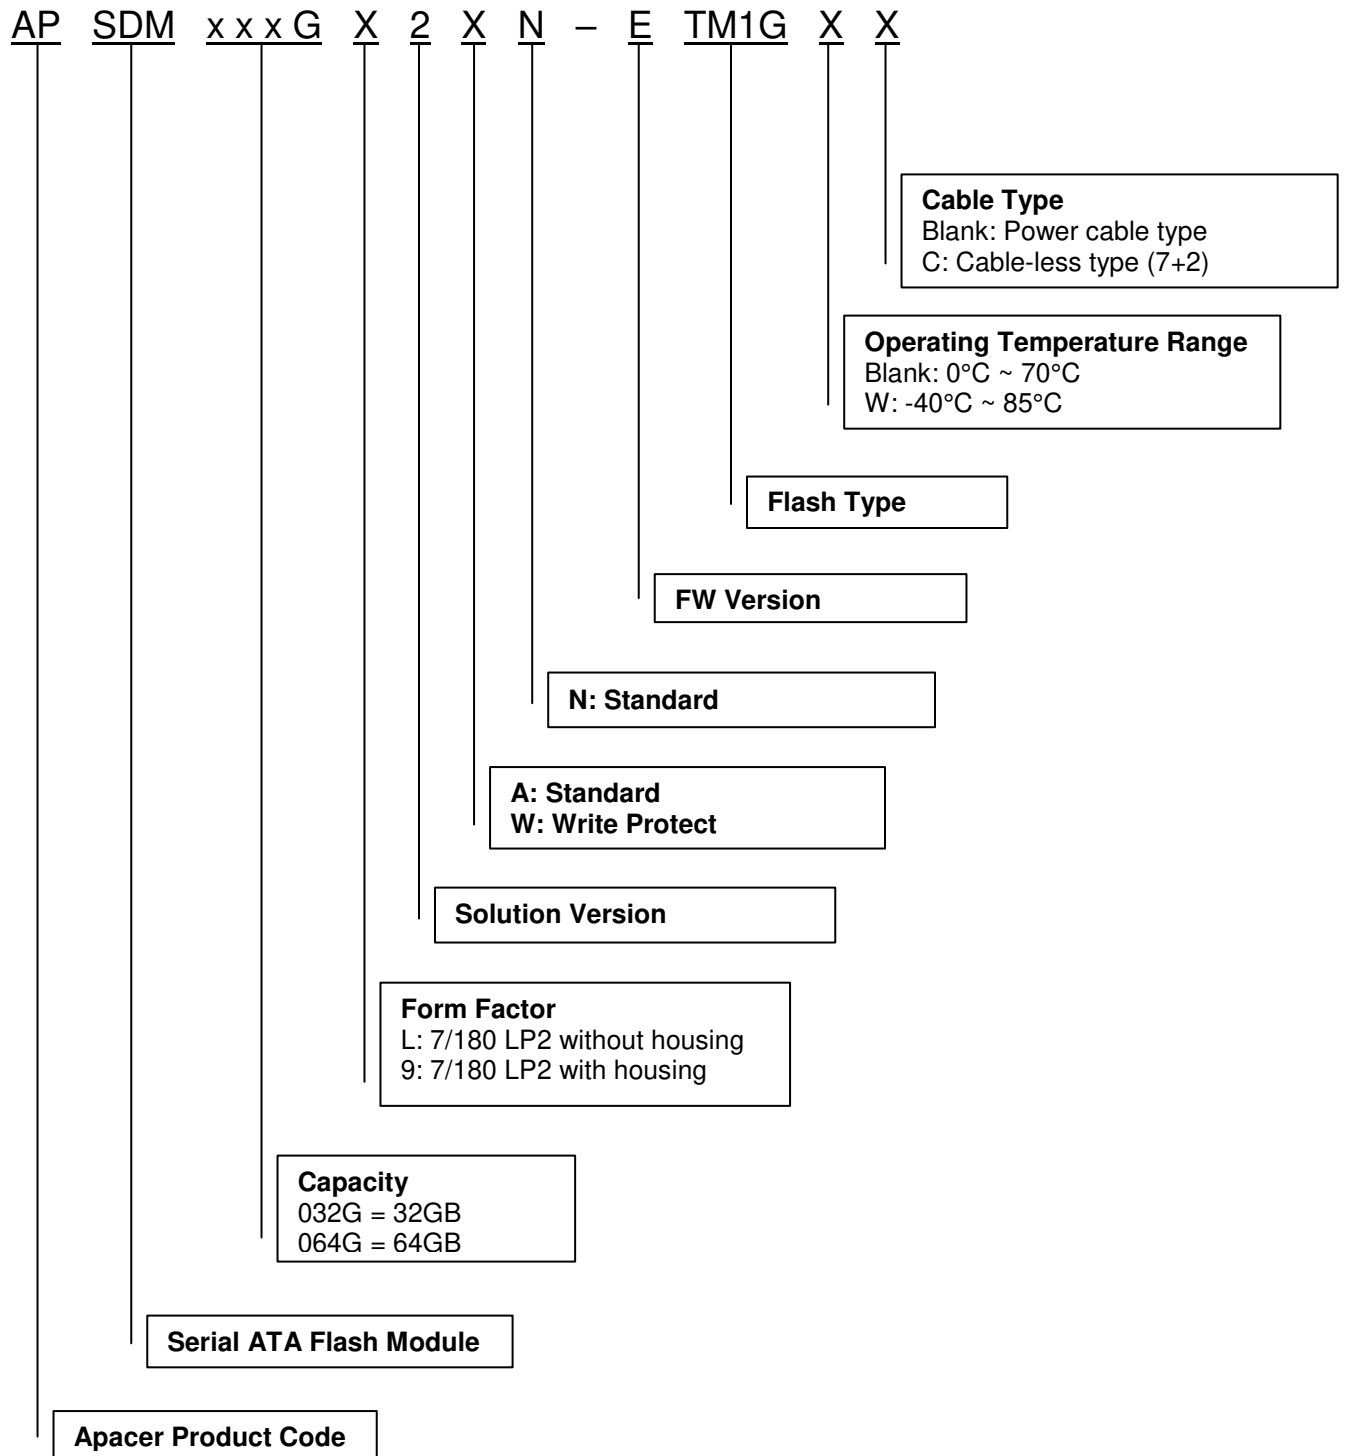 AP SDM x x x G X 2 X N – E TM1G X X
Cable Type
Blank: Power cable type
C: Cable-less type (7+2)
Operating Temperature Range
Blank: 0°C ~ 70°C
W: -40°C ~ 85°C
Flash Type
FW Version
N: Standard
A: Standard
W: Write Protect
Solution Version
Form Factor
L: 7/180 LP2 without housing
9: 7/180 LP2 with housing
Capacity
032G = 32GB
064G = 64GB
Serial ATA Flash Module
Apacer Product Code